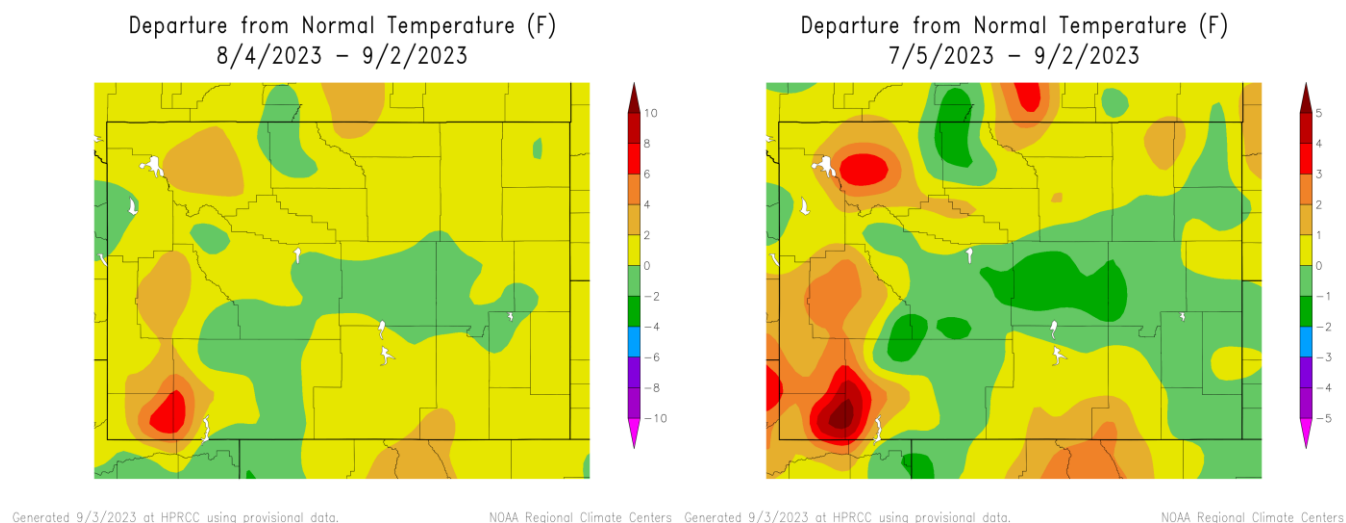 Departure from Normal Temperature (F)
8/4/2023 – 9/2/2023
10
8
6
4
2
0
−2
−4
−6
−8
−10
Generated 9/3/2023 at HPRCC using provisional data.
NOAA Regional Climate Centers
Departure from Normal Temperature (F)
7/5/2023 – 9/2/2023
5
4
3
2
1
0
−1
−2
−3
−4
−5
Generated 9/3/2023 at HPRCC using provisional data.
NOAA Regional Climate Centers